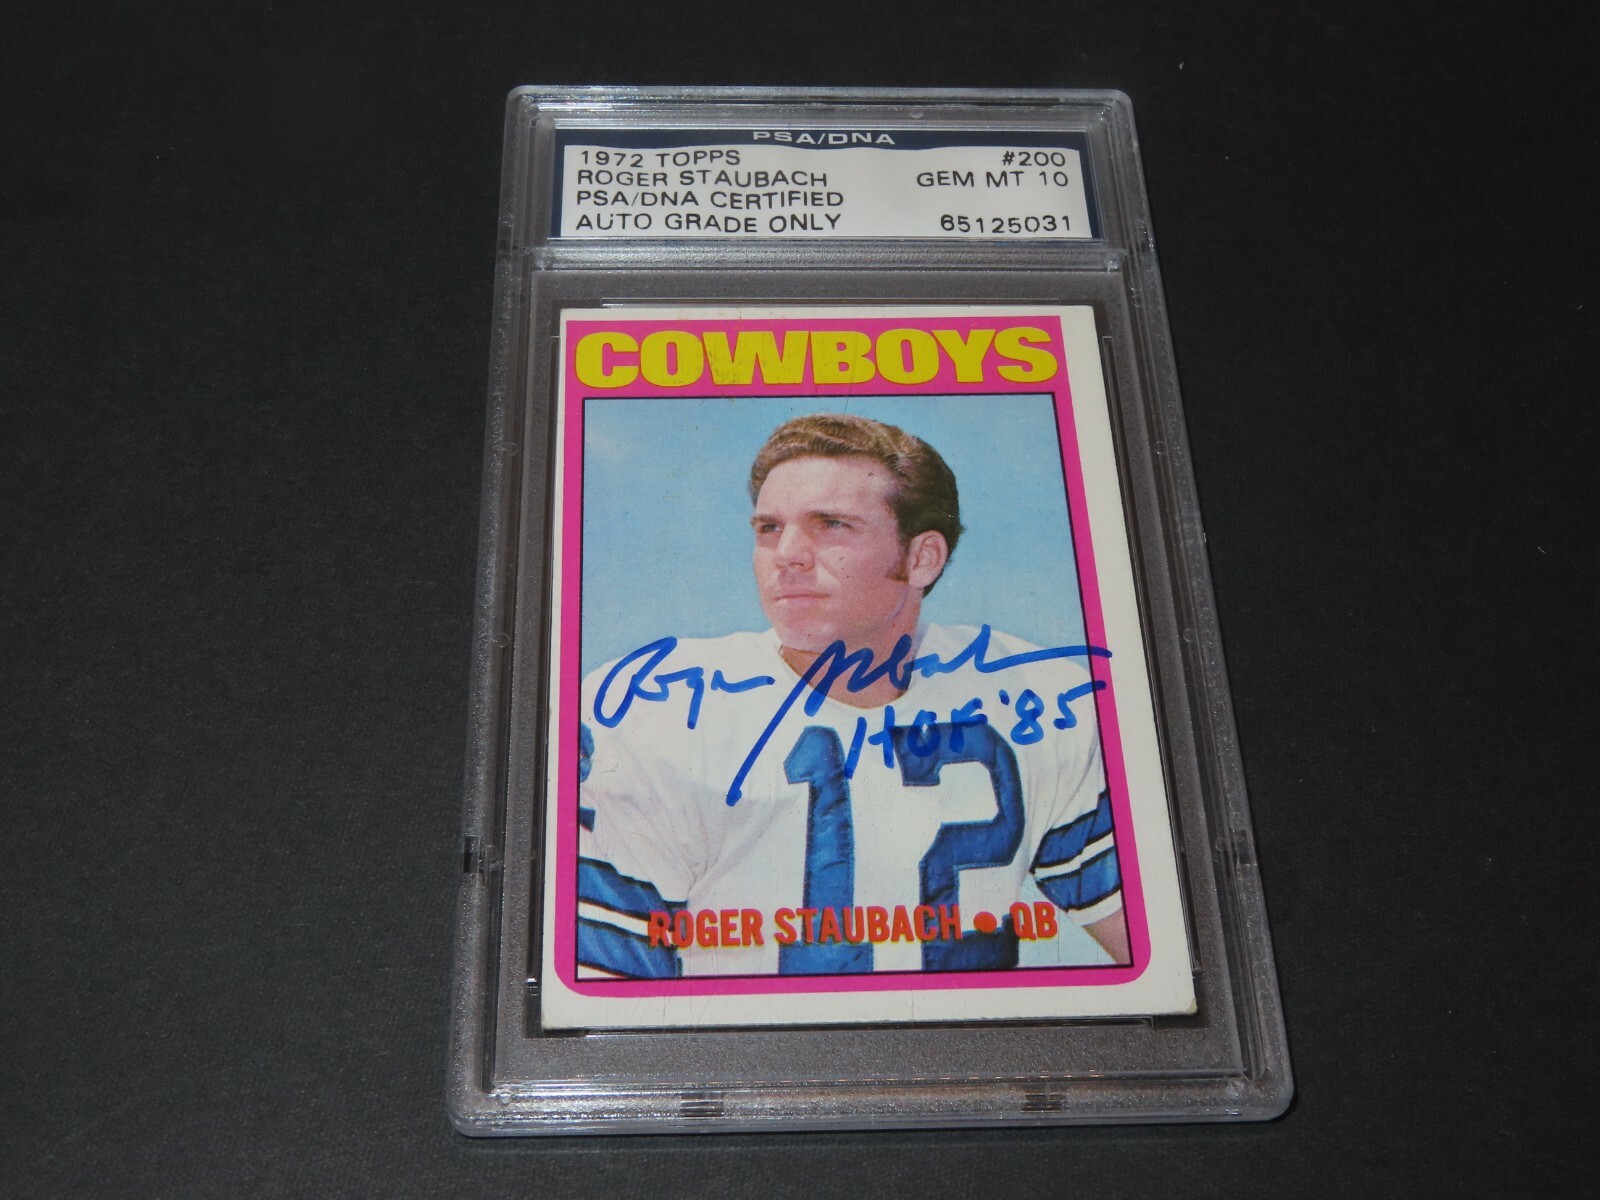 PSA/DNA
1972 TOPPS #200
ROGER STAUBACH GEM MT 10
PSA/DNA CERTIFIED
AUTO GRADE ONLY 65125031
COWBOYS
Roger Staubach
HOF '85
12
ROGER STAUBACH • QB